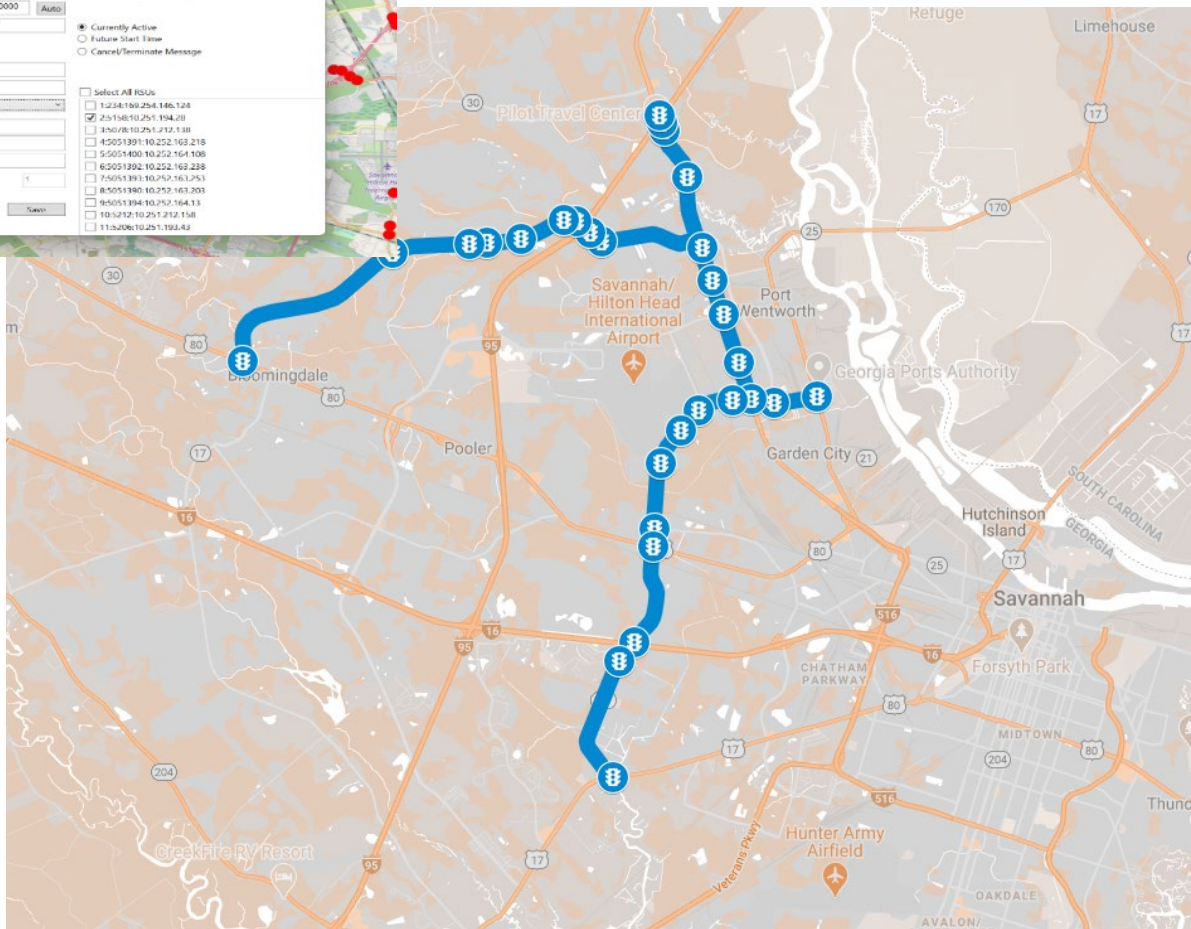 0000 Auto
Currently Active
Future Start Time
Cancel/Terminate Message
Select All RSUs
1:234:169.254.146.124
2:5158:10.251.194.20
3:5078:10.251.212.138
4:5051391:10.252.163.218
5:5051400:10.252.164.108
6:5051392:10.252.163.238
7:5051393:10.252.163.253
8:5051390:10.252.163.203
9:5051394:10.252.164.13
10:5212:10.251.212.158
11:5206:10.251.193.43
1
Save
Refuge
Limehouse
30
Pilot Travel Center
17
170
25
30
Savannah/
Hilton Head
International
Airport
Port
Wentworth
17
m
80
95
Bloomingdale
Georgia Ports Authority
80
Pooler
17
Garden City
21
SOUTH CAROLINA
GEORGIA
16
Hutchinson
Island
80
25
17
Savannah
516
16
95
16
Forsyth Park
CHATHAM
PARKWAY
80
17
MIDTOWN
80
204
204
516
Thund
Hunter Army
Airfield
Veterans Pkwy
CreekFire RV Resort
17
95
OAKDALE
AVALON/